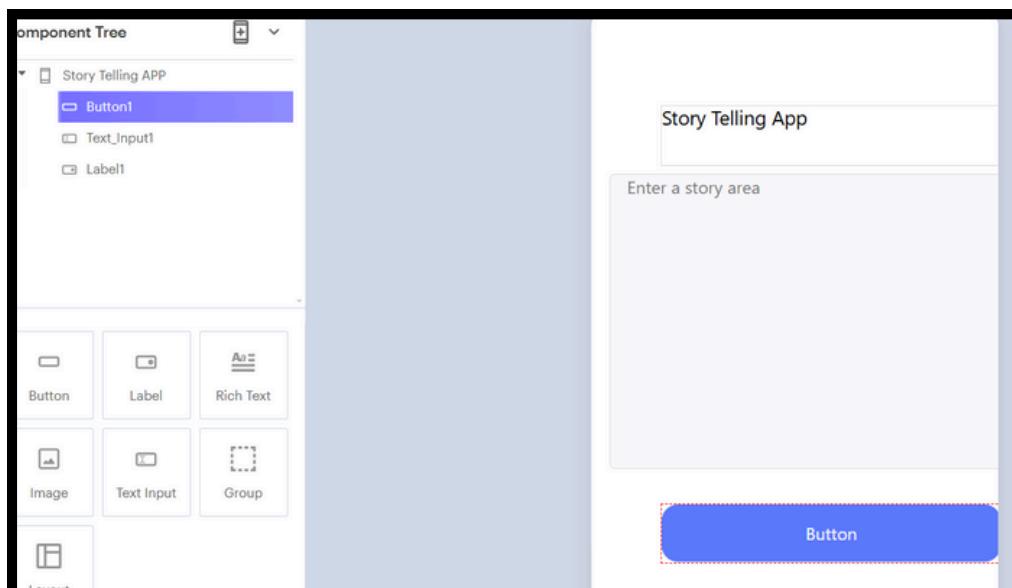 omponent Tree
Story Telling APP
Button1
Text_Input1
Label1
Button
Label
Rich Text
Image
Text Input
Group
Layout
Story Telling App
Enter a story area
Button